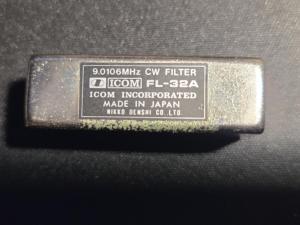 9.0106MHz CW FILTER
ICOM FL-32A
ICOM INCORPORATED
MADE IN JAPAN
NIKKO DENSHI CO. LTD.